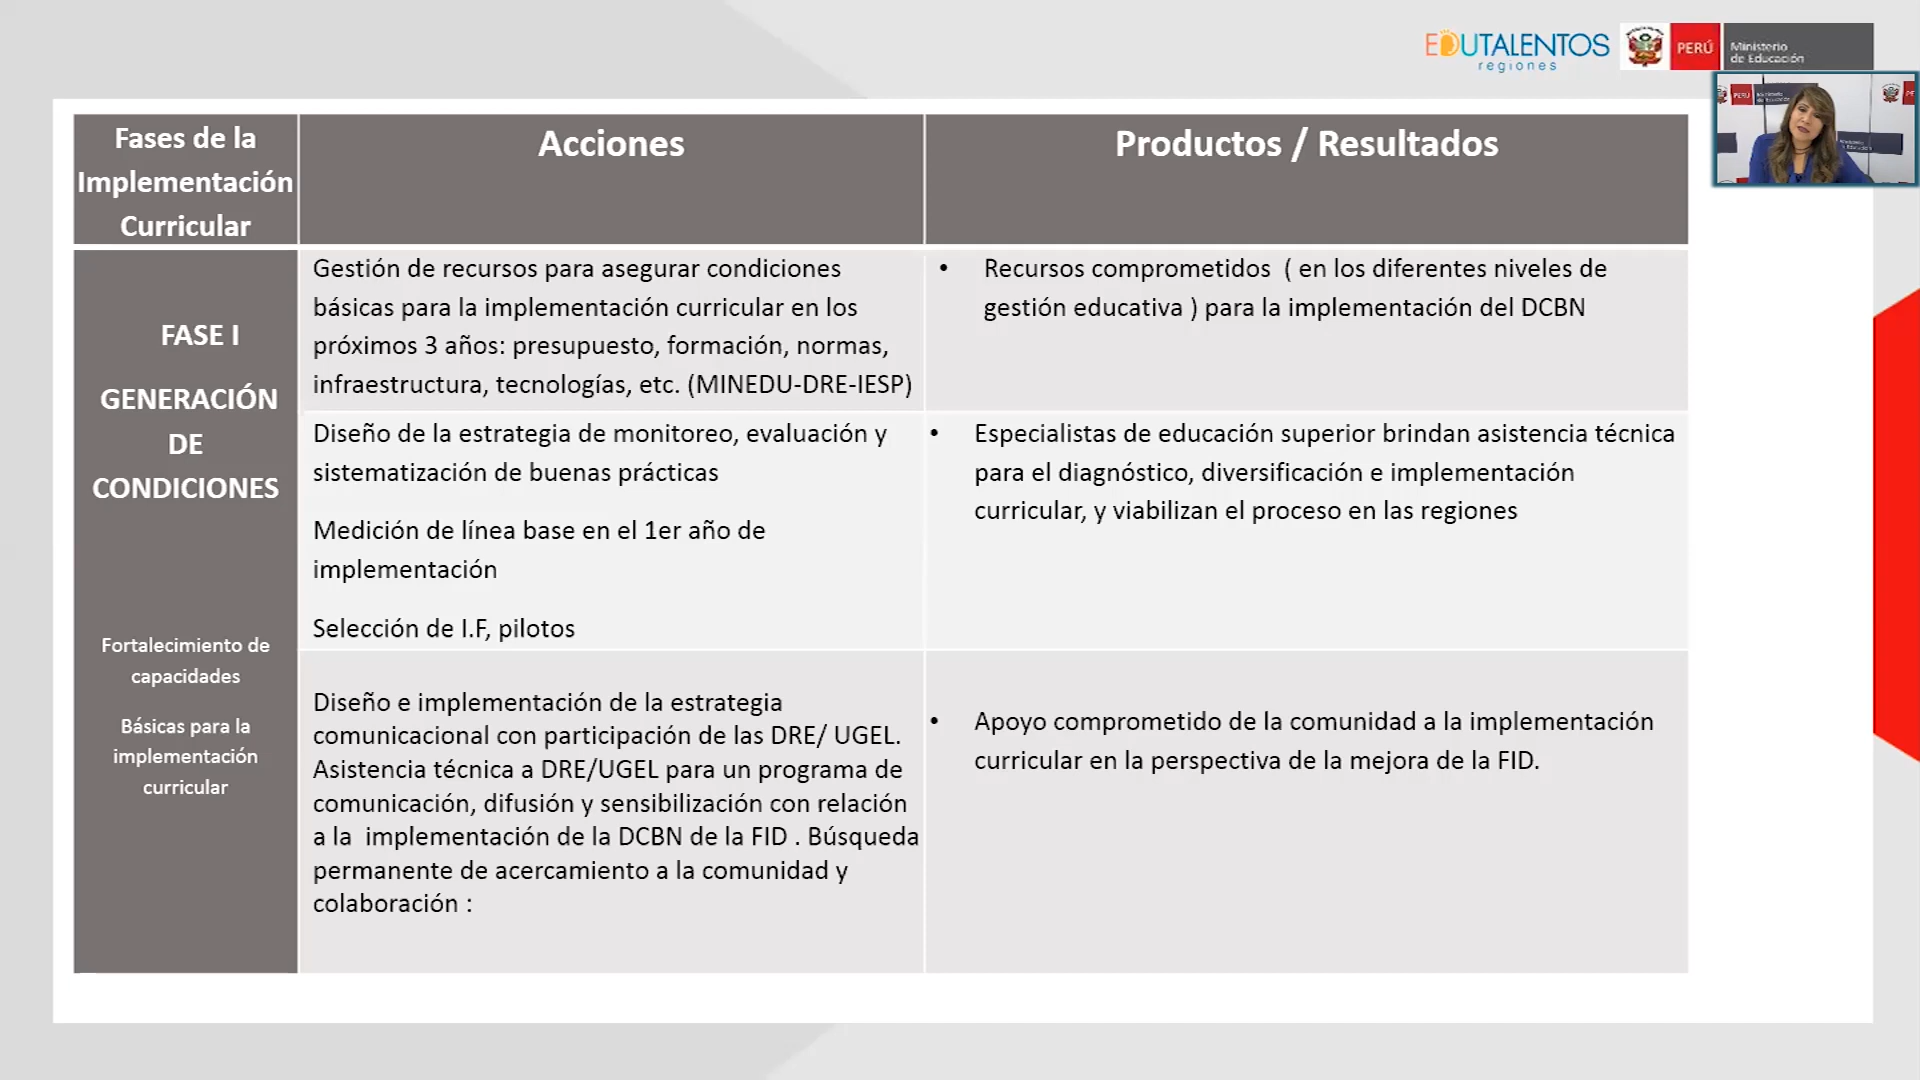 EDUTALENTOS
regiones
PERÚ
Ministerio
de Educación
PERÚ
Fases de la
Implementación
Curricular
Acciones
Productos / Resultados
FASE I
GENERACIÓN
DE
CONDICIONES
Fortalecimiento de
capacidades
Básicas para la
implementación
curricular
Gestión de recursos para asegurar condiciones
básicas para la implementación curricular en los
próximos 3 años: presupuesto, formación, normas,
infraestructura, tecnologías, etc. (MINEDU-DRE-IESP)
• Recursos comprometidos ( en los diferentes niveles de
gestión educativa ) para la implementación del DCBN
Diseño de la estrategia de monitoreo, evaluación y
sistematización de buenas prácticas
Medición de línea base en el 1er año de
implementación
Selección de I.F, pilotos
• Especialistas de educación superior brindan asistencia técnica
para el diagnóstico, diversificación e implementación
curricular, y viabilizan el proceso en las regiones
Diseño e implementación de la estrategia
comunicacional con participación de las DRE/ UGEL.
Asistencia técnica a DRE/UGEL para un programa de
comunicación, difusión y sensibilización con relación
a la implementación de la DCBN de la FID . Búsqueda
permanente de acercamiento a la comunidad y
colaboración :
• Apoyo comprometido de la comunidad a la implementación
curricular en la perspectiva de la mejora de la FID.